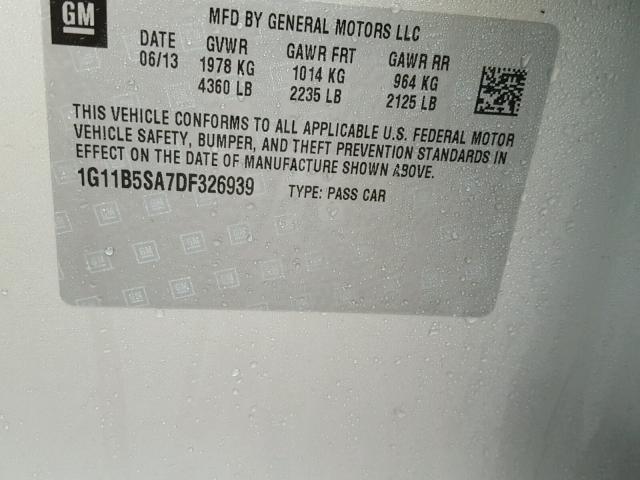 GM
MFD BY GENERAL MOTORS LLC
DATE GVWR GAWR FRT GAWR RR
06/13 1978 KG 1014 KG 964 KG
4360 LB 2235 LB 2125 LB
THIS VEHICLE CONFORMS TO ALL APPLICABLE U.S. FEDERAL MOTOR
VEHICLE SAFETY, BUMPER, AND THEFT PREVENTION STANDARDS IN
EFFECT ON THE DATE OF MANUFACTURE SHOWN ABOVE.
1G11B5SA7DF326939 TYPE: PASS CAR